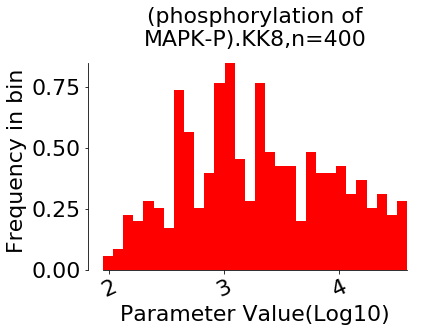 (phosphorylation of
MAPK-P).KK8,n=400
Frequency in bin
0.75
0.50
0.25
0.00
2
3
4
Parameter Value(Log10)